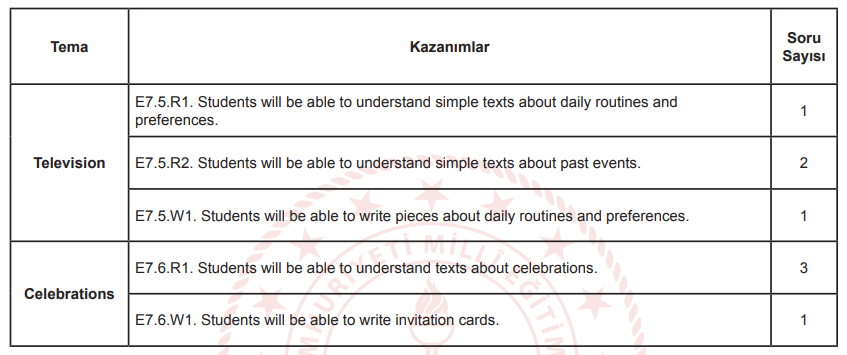 Tema
Kazanımlar
Soru
Sayısı
Television
E7.5.R1. Students will be able to understand simple texts about daily routines and
preferences.
1
E7.5.R2. Students will be able to understand simple texts about past events.
2
E7.5.W1. Students will be able to write pieces about daily routines and preferences.
1
Celebrations
E7.6.R1. Students will be able to understand texts about celebrations.
3
E7.6.W1. Students will be able to write invitation cards.
1